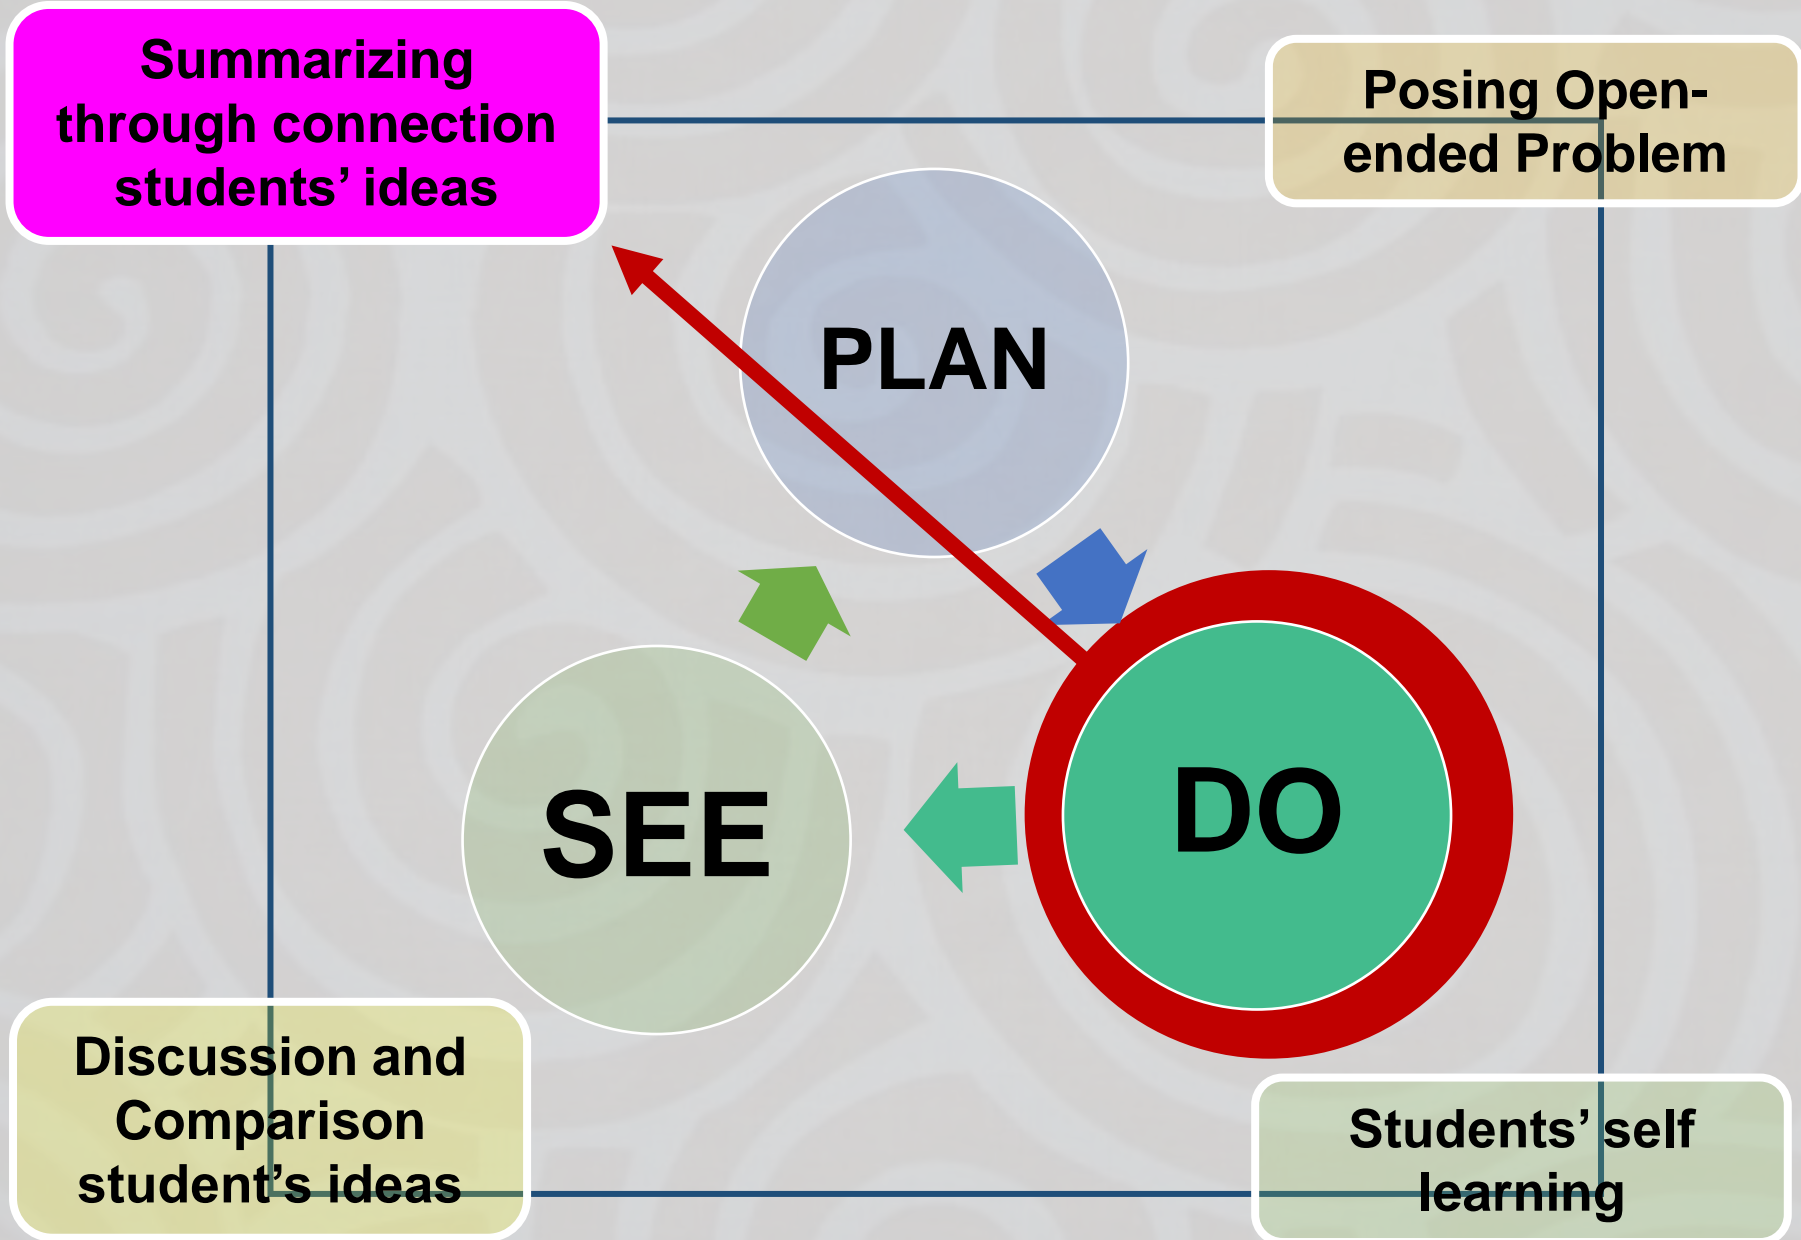 Summarizing
through connection
students’ ideas
Posing Open-
ended Problem
PLAN
DO
SEE
Discussion and
Comparison
student’s ideas
Students’ self
learning